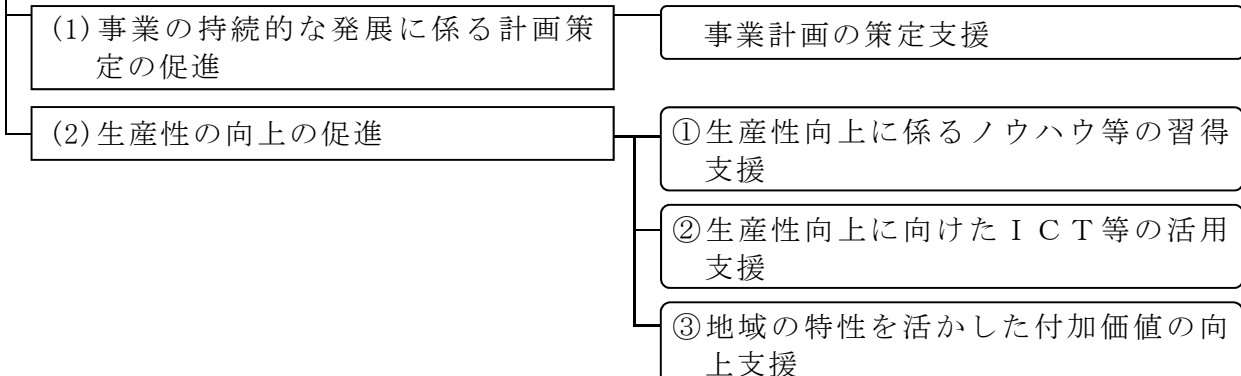 (1)事業の持続的な発展に係る計画策
定の促進
事業計画の策定支援
(2)生産性の向上の促進
①生産性向上に係るノウハウ等の習得
支援
②生産性向上に向けたＩＣＴ等の活用
支援
③地域の特性を活かした付加価値の向
上支援